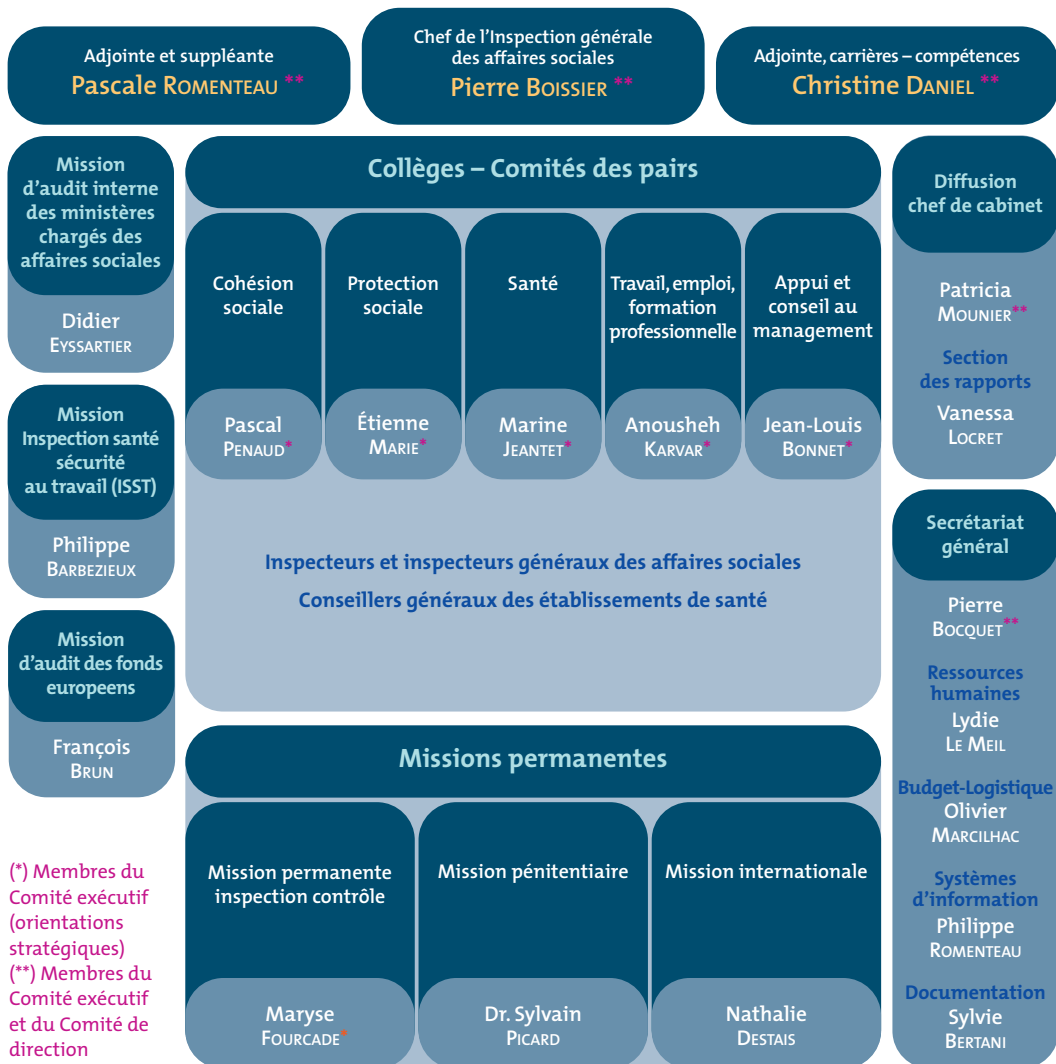 Adjointe et suppléante
Pascale ROMENTEAU **
Chef de l'Inspection générale
des affaires sociales
Pierre BOISSIER **
Adjointe, carrières – compétences
Christine DANIEL **
Mission
d'audit interne
des ministères
chargés des
affaires sociales
Didier
EYSSARTIER
Mission
Inspection santé
sécurité
au travail (ISST)
Philippe
BARBEZIEUX
Mission
d'audit des fonds
europeens
François
BRUN
(*) Membres du
Comité exécutif
(orientations
stratégiques)
(**) Membres du
Comité exécutif
et du Comité de
direction
Collèges – Comités des pairs
Cohésion
sociale
Pascal
PENAUD*
Protection
sociale
Étienne
MARIE*
Santé
Marine
JEANTET*
Travail, emploi,
formation
professionnelle
Anousheh
KARVAR*
Appui et
conseil au
management
Jean-Louis
BONNET*
Inspecteurs et inspecteurs généraux des affaires sociales
Conseillers généraux des établissements de santé
Missions permanentes
Mission permanente
inspection contrôle
Maryse
FOURCADE*
Mission pénitentiaire
Dr. Sylvain
PICARD
Mission internationale
Nathalie
DESTAIS
Diffusion
chef de cabinet
Patricia
MOUNIER**
Section
des rapports
Vanessa
LOCRET
Secrétariat
général
Pierre
BOCQUET**
Ressources
humaines
Lydie
LE MEIL
Budget-Logistique
Olivier
MARCILHAC
Systèmes
d'information
Philippe
ROMENTEAU
Documentation
Sylvie
BERTANI